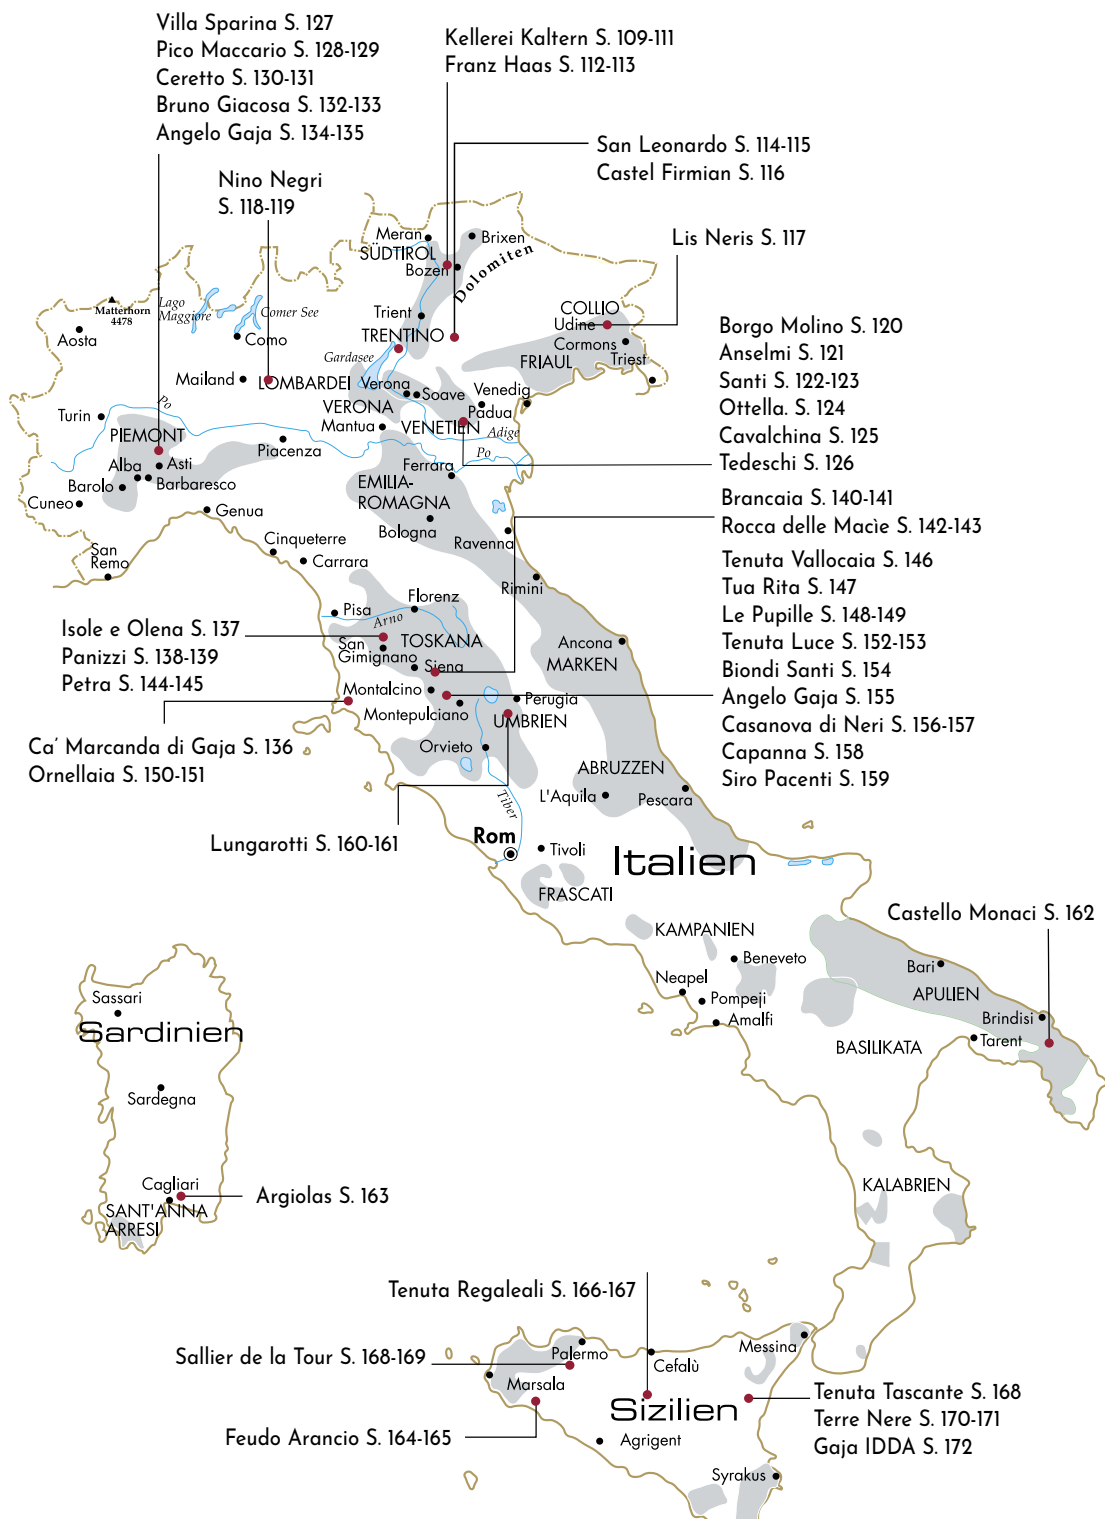 Villa Sparina S. 127
Pico Maccario S. 128-129
Ceretto S. 130-131
Bruno Giacosa S. 132-133
Angelo Gaja S. 134-135
Kellerei Kaltern S. 109-111
Franz Haas S. 112-113
San Leonardo S. 114-115
Castel Firmian S. 116
Nino Negri
S. 118-119
Lis Neris S. 117
Meran
Brixen
SÜDTIROL
Bozen
Dolomiten
Matterhorn
4478
Lago
Maggiore
Comer See
Aosta
Como
Trient
TRENTINO
COLLIO
Udine
Cormons
FRIAUL
Triest
Gardasee
Mailand
LOMBARDEI
Verona
Soave
Venedig
VERONA
Padua
VENETIEN
Mantua
Adige
Po
Turin
Po
PIEMONT
Piacenza
Alba
Asti
Barolo
Barbaresco
Cuneo
Genua
Ferrara
EMILIA-
ROMAGNA
Bologna
Ravenna
San
Remo
Cinqueterre
Carrara
Rimini
Borgo Molino S. 120
Anselmi S. 121
Santi S. 122-123
Ottella. S. 124
Cavalchina S. 125
Tedeschi S. 126
Brancaia S. 140-141
Rocca delle Macìe S. 142-143
Tenuta Vallocaia S. 146
Tua Rita S. 147
Le Pupille S. 148-149
Tenuta Luce S. 152-153
Biondi Santi S. 154
Angelo Gaja S. 155
Casanova di Neri S. 156-157
Capanna S. 158
Siro Pacenti S. 159
Florenz
Pisa
Arno
TOSKANA
San
Gimignano
Siena
Ancona
MARKEN
Isole e Olena S. 137
Panizzi S. 138-139
Petra S. 144-145
Montalcino
Montepulciano
Perugia
UMBRIEN
Ca’ Marcanda di Gaja S. 136
Ornellaia S. 150-151
Orvieto
ABRUZZEN
L'Aquila
Pescara
Tiber
Lungarotti S. 160-161
Rom
Tivoli
Italien
FRASCATI
Castello Monaci S. 162
KAMPANIEN
Beneveto
Bari
Neapel
Pompeji
APULIEN
Amalfi
Brindisi
BASILIKATA
Tarent
Sassari
Sardinien
Sardegna
Cagliari
SANT'ANNA
ARRESI
Argiolas S. 163
KALABRIEN
Tenuta Regaleali S. 166-167
Sallier de la Tour S. 168-169
Palermo
Cefalù
Messina
Marsala
Sizilien
Tenuta Tascante S. 168
Terre Nere S. 170-171
Gaja IDDA S. 172
Feudo Arancio S. 164-165
Agrigent
Syrakus